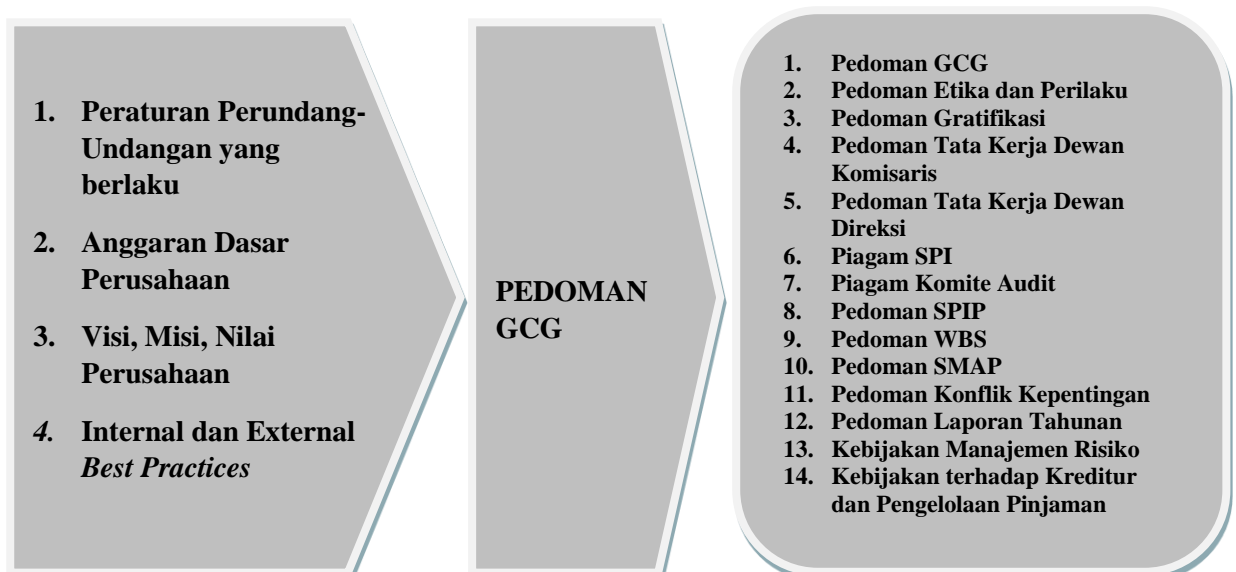 1. Peraturan Perundang-
Undangan yang
berlaku
2. Anggaran Dasar
Perusahaan
3. Visi, Misi, Nilai
Perusahaan
4. Internal dan External
Best Practices
PEDOMAN
GCG
1. Pedoman GCG
2. Pedoman Etika dan Perilaku
3. Pedoman Gratifikasi
4. Pedoman Tata Kerja Dewan
Komisaris
5. Pedoman Tata Kerja Dewan
Direksi
6. Piagam SPI
7. Piagam Komite Audit
8. Pedoman SPIP
9. Pedoman WBS
10. Pedoman SMAP
11. Pedoman Konflik Kepentingan
12. Pedoman Laporan Tahunan
13. Kebijakan Manajemen Risiko
14. Kebijakan terhadap Kreditur
dan Pengelolaan Pinjaman